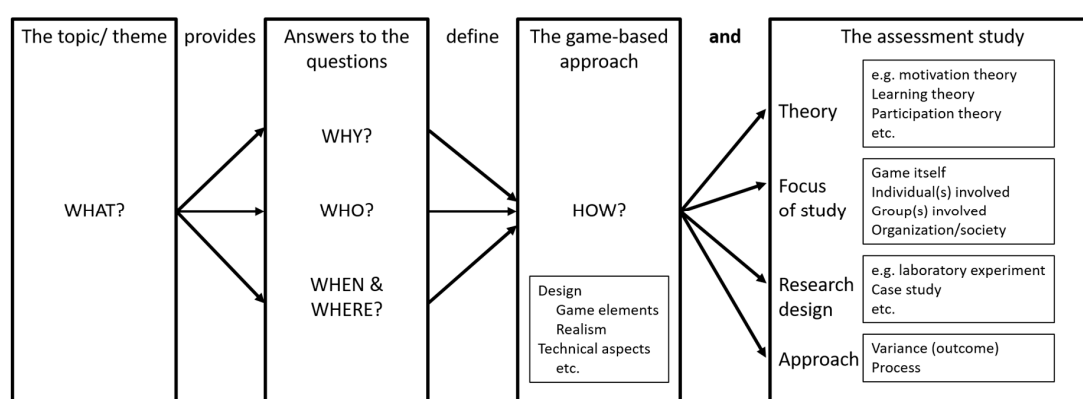 The topic/ theme
provides
Answers to the
questions
define
The game-based
approach
and
The assessment study
WHAT?
WHY?
WHO?
WHEN &
WHERE?
HOW?
Design
Game elements
Realism
Technical aspects
etc.
Theory
e.g. motivation theory
Learning theory
Participation theory
etc.
Focus
of study
Game itself
Individual(s) involved
Group(s) involved
Organization/society
Research
design
e.g. laboratory experiment
Case study
etc.
Approach
Variance (outcome)
Process